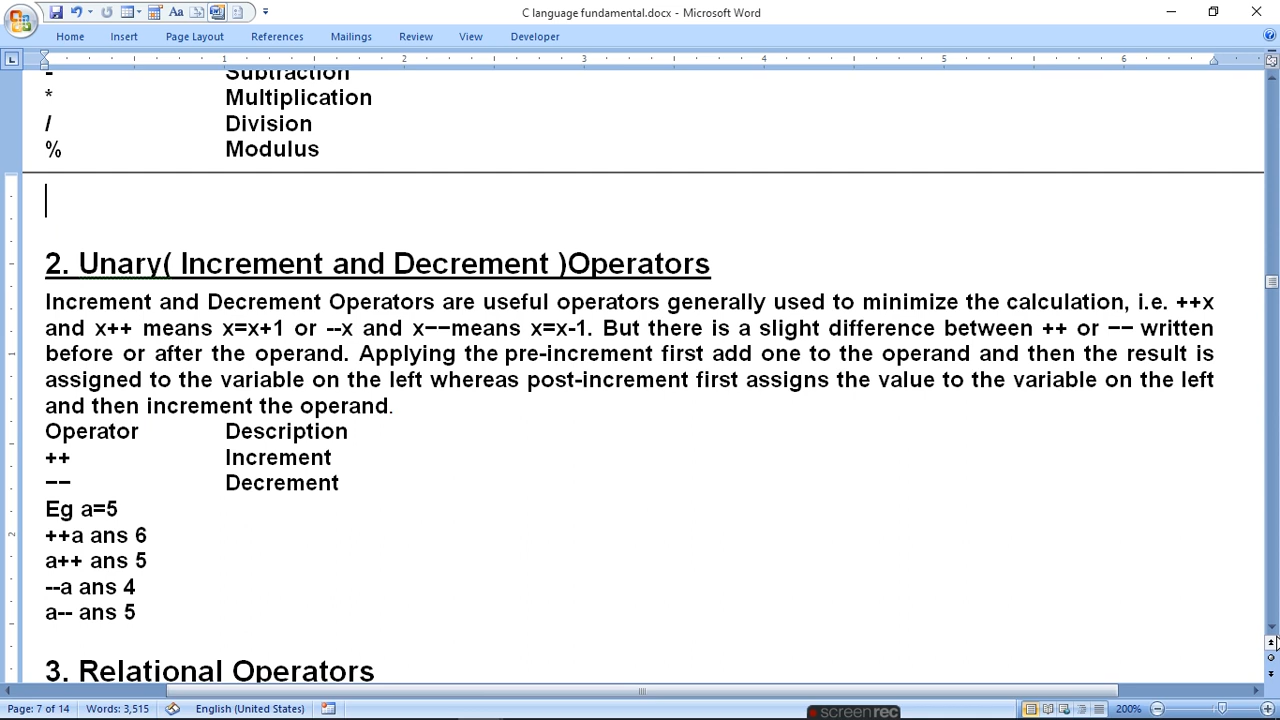 C language fundamental.docx - Microsoft Word
Home Insert Page Layout References Mailings Review View Developer
1 2 3 4 5 6
- Subtraction
* Multiplication
/ Division
% Modulus
2. Unary( Increment and Decrement )Operators
Increment and Decrement Operators are useful operators generally used to minimize the calculation, i.e. ++x
and x++ means x=x+1 or --x and x−−means x=x-1. But there is a slight difference between ++ or −− written
before or after the operand. Applying the pre-increment first add one to the operand and then the result is
assigned to the variable on the left whereas post-increment first assigns the value to the variable on the left
and then increment the operand.
Operator Description
++ Increment
−− Decrement
Eg a=5
++a ans 6
a++ ans 5
--a ans 4
a-- ans 5
3. Relational Operators
Page: 7 of 14 Words: 3,515 English (United States) screenrec 200%